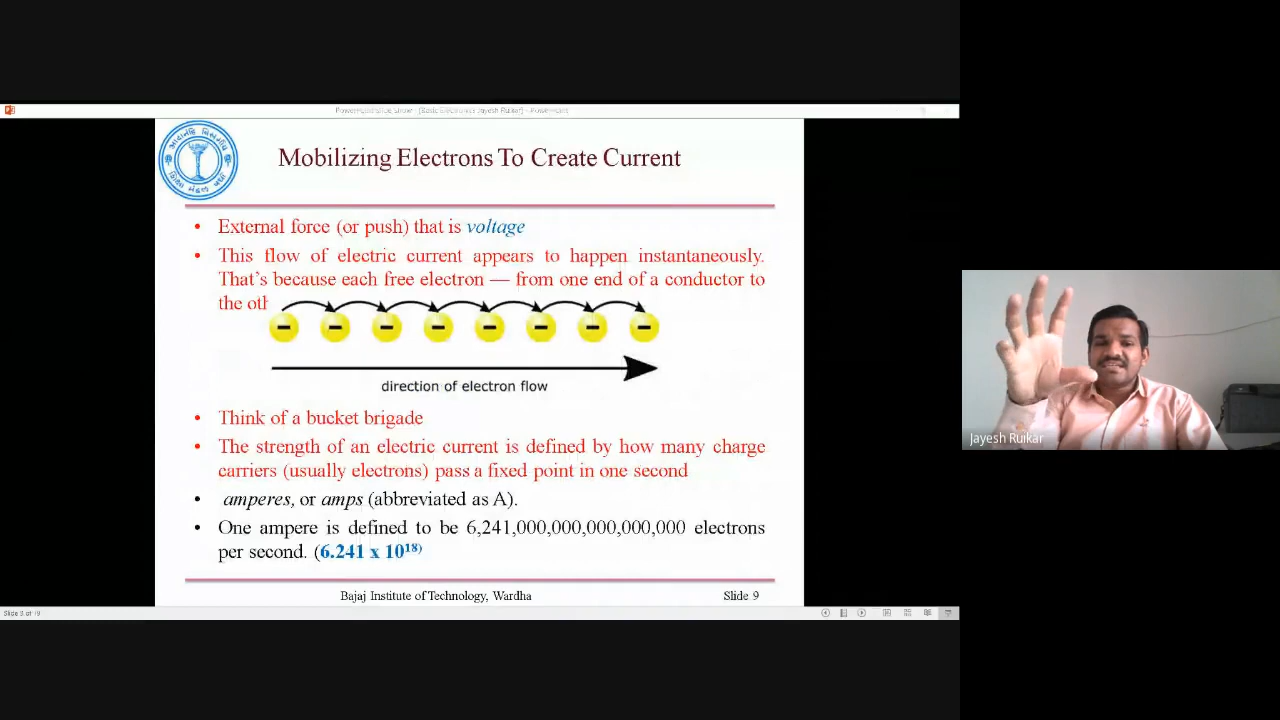 Mobilizing Electrons To Create Current
• External force (or push) that is voltage
• This flow of electric current appears to happen instantaneously.
That’s because each free electron — from one end of a conductor to
the oth
- - - - - - - -
direction of electron flow
• Think of a bucket brigade
• The strength of an electric current is defined by how many charge
carriers (usually electrons) pass a fixed point in one second
• amperes, or amps (abbreviated as A).
• One ampere is defined to be 6,241,000,000,000,000,000 electrons
per second. (6.241 x 10¹⁸)
Bajaj Institute of Technology, Wardha Slide 9
Jayesh Ruikar